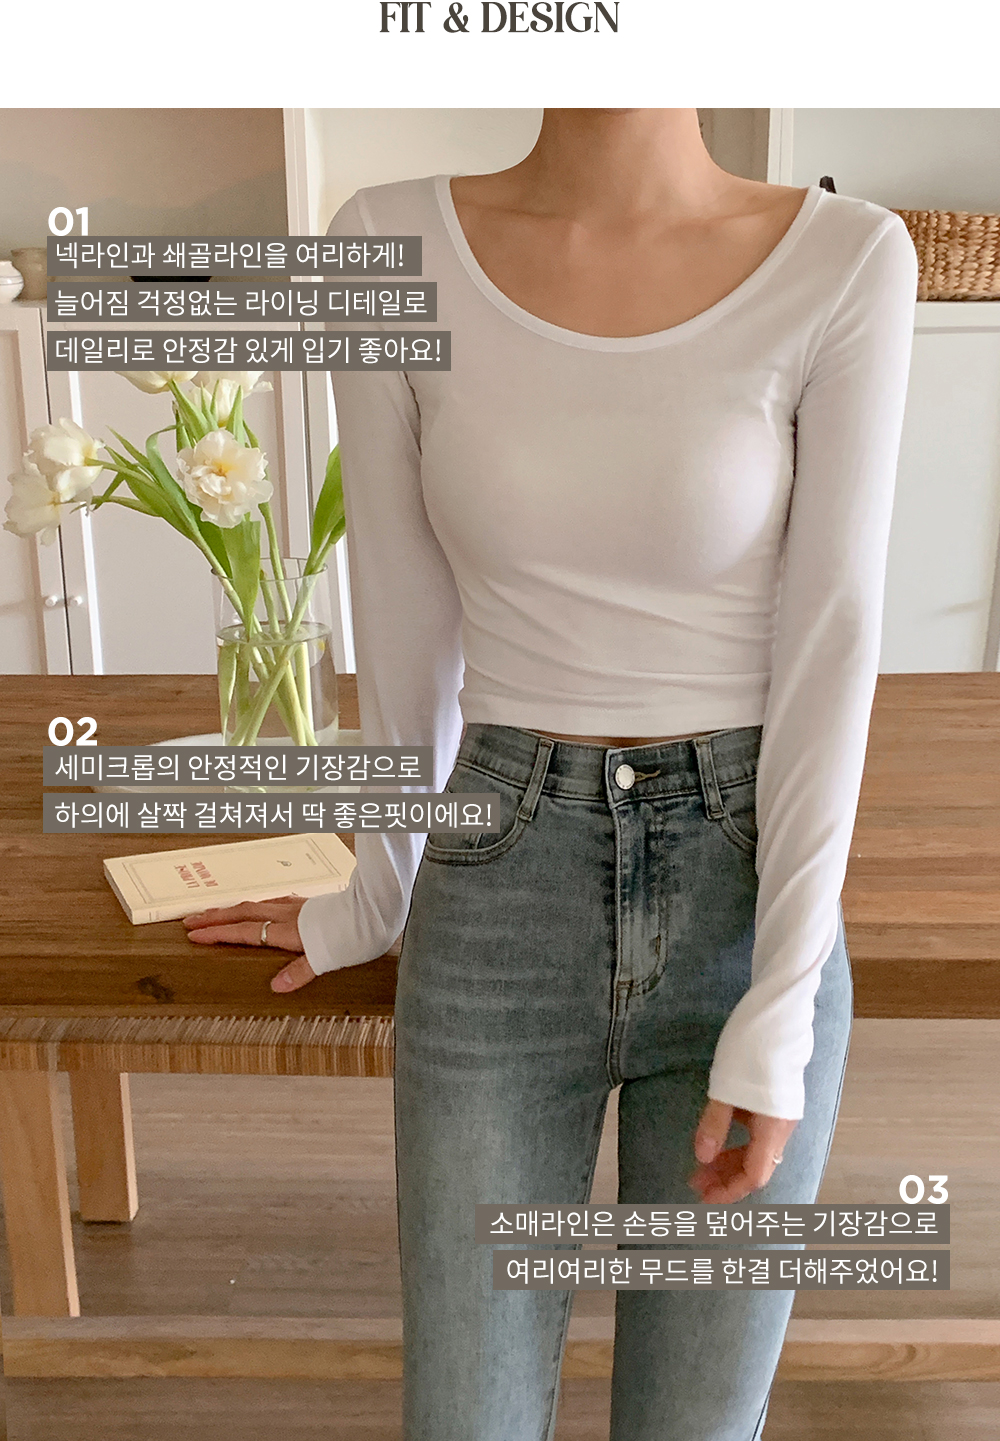 FIT & DESIGN
01
넥라인과 쇄골라인을 여리하게!
늘어짐 걱정없는 라이닝 디테일로
데일리로 안정감 있게 입기 좋아요!
02
세미크롭의 안정적인 기장감으로
하의에 살짝 걸쳐져서 딱 좋은핏이에요!
03
소매라인은 손등을 덮어주는 기장감으로
여리여리한 무드를 한결 더해주었어요!